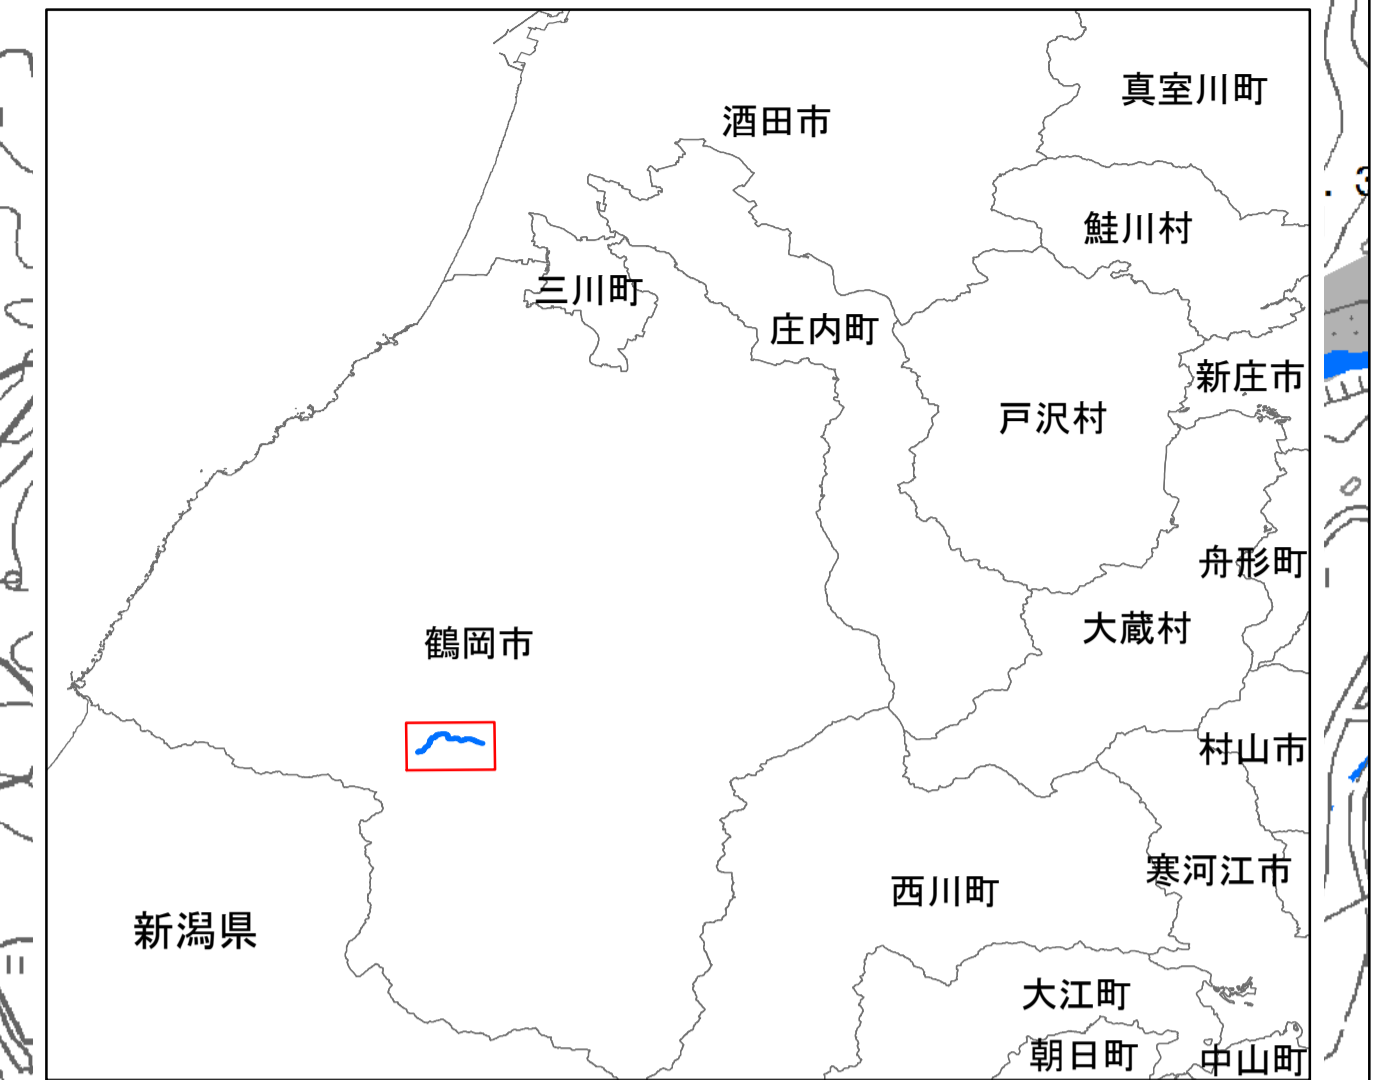 真室川町
酒田市
. 3
鮭川村
三川町
庄内町
新庄市
戸沢村
舟形町
大蔵村
鶴岡市
村山市
寒河江市
西川町
新潟県
大江町
朝日町
中山町